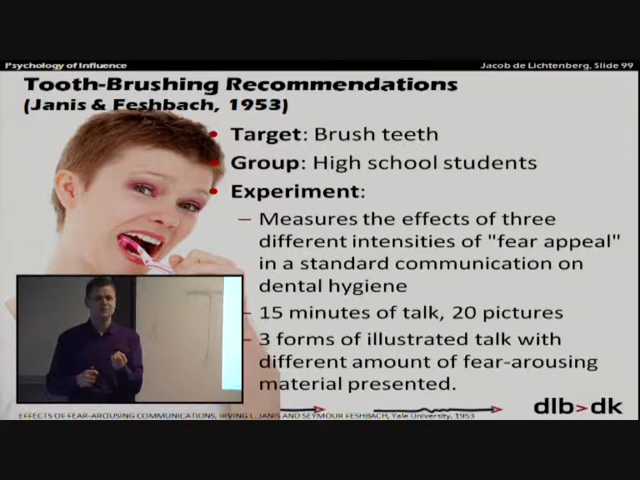 Psychology of Influence
Jacob de Lichtenberg, Slide 99
Tooth-Brushing Recommendations
(Janis & Feshbach, 1953)
• Target: Brush teeth
• Group: High school students
• Experiment:
– Measures the effects of three
different intensities of "fear appeal"
in a standard communication on
dental hygiene
– 15 minutes of talk, 20 pictures
– 3 forms of illustrated talk with
different amount of fear-arousing
material presented.
dlb>dk
EFFECTS OF FEAR-AROUSING COMMUNICATIONS, IRVING L. JANIS AND SEYMOUR FESHBACH, Yale University, 1953